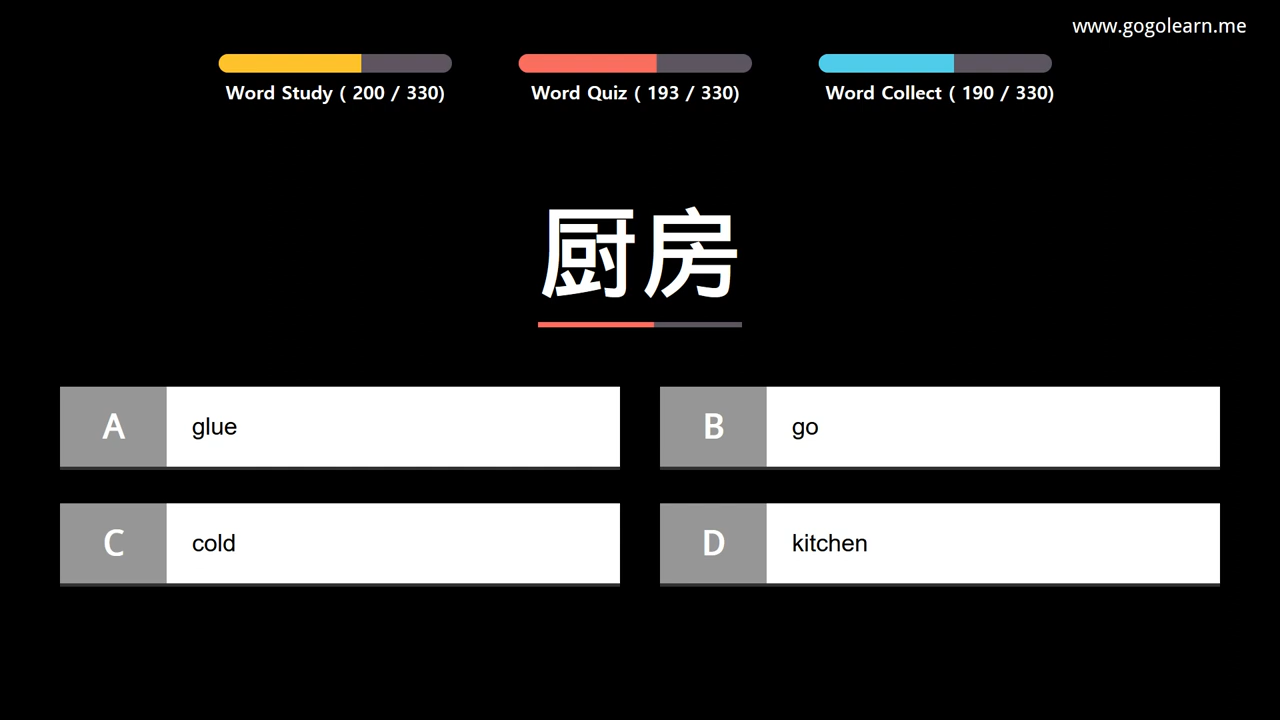 www.gogolearn.me
Word Study ( 200 / 330)
Word Quiz ( 193 / 330)
Word Collect ( 190 / 330)
厨房
A glue
B go
C cold
D kitchen